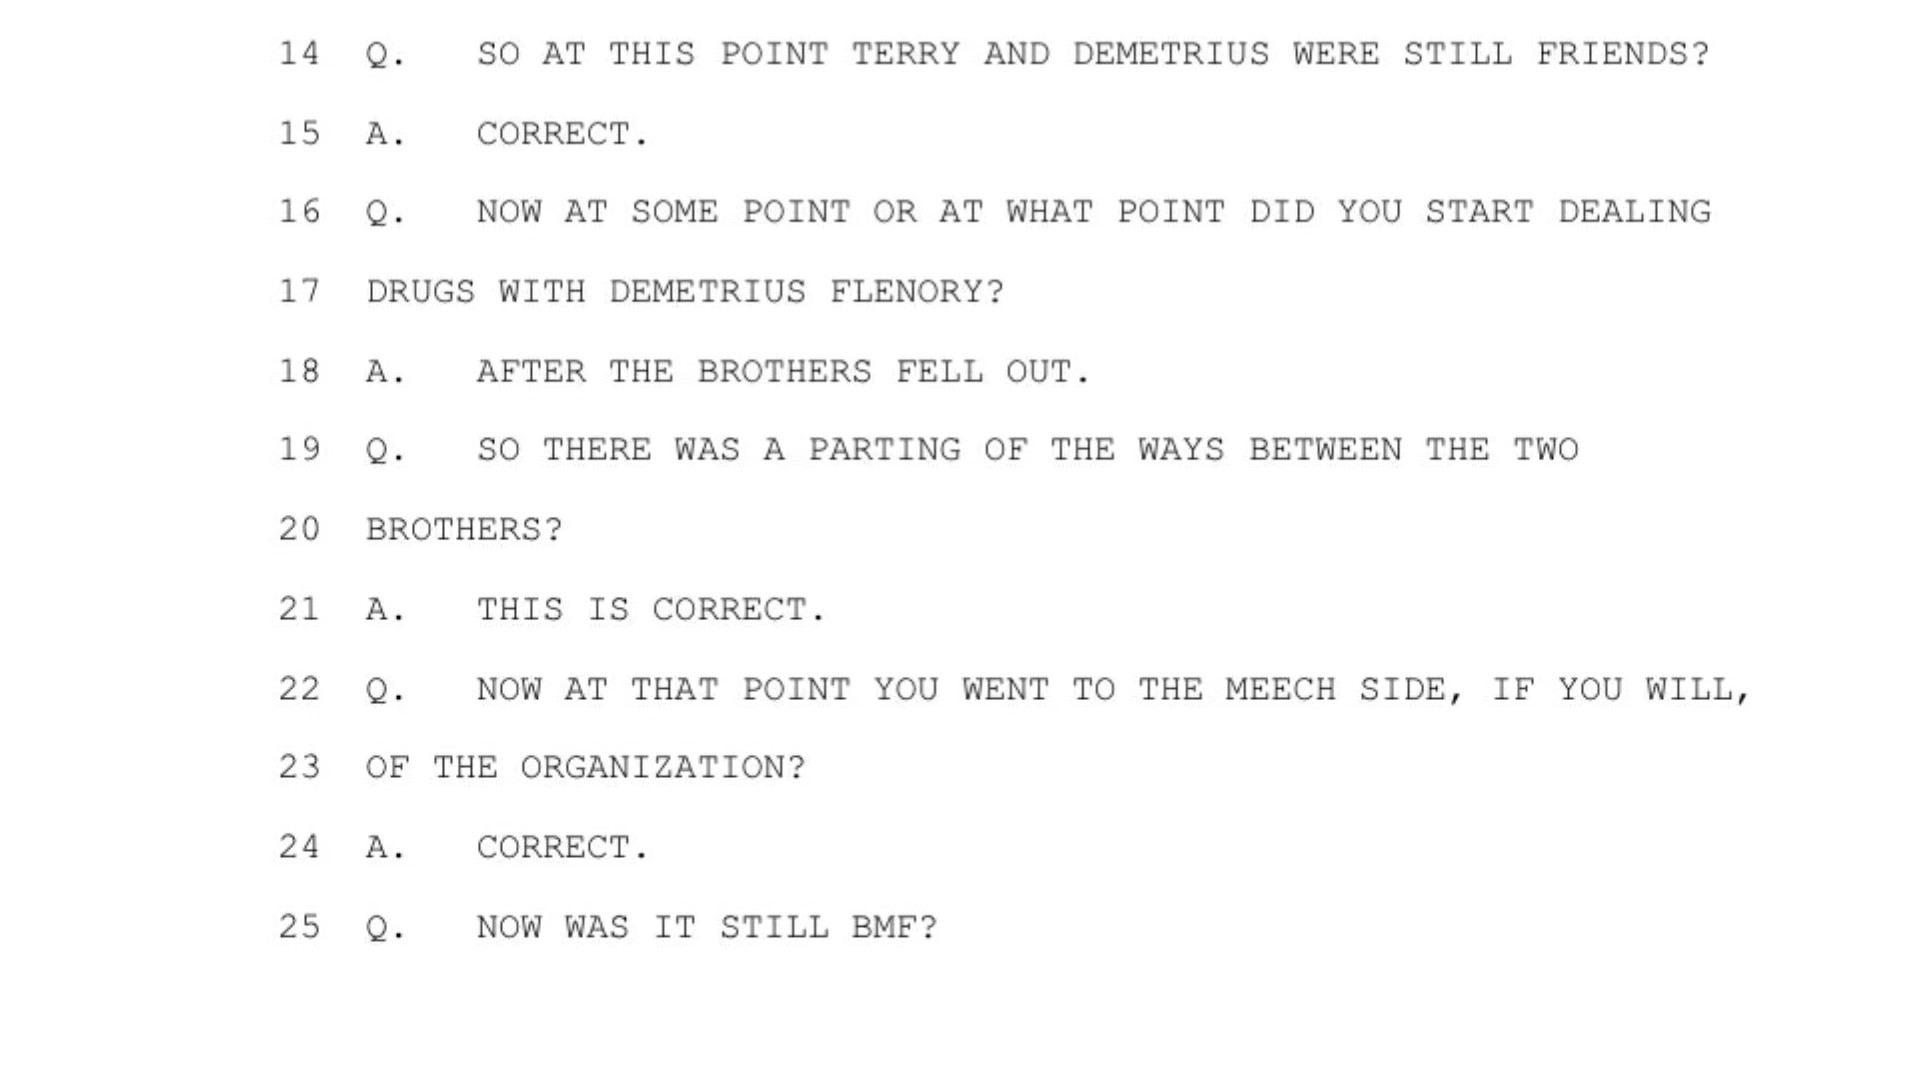 14 Q. SO AT THIS POINT TERRY AND DEMETRIUS WERE STILL FRIENDS?
15 A. CORRECT.
16 Q. NOW AT SOME POINT OR AT WHAT POINT DID YOU START DEALING
17 DRUGS WITH DEMETRIUS FLENORY?
18 A. AFTER THE BROTHERS FELL OUT.
19 Q. SO THERE WAS A PARTING OF THE WAYS BETWEEN THE TWO
20 BROTHERS?
21 A. THIS IS CORRECT.
22 Q. NOW AT THAT POINT YOU WENT TO THE MEECH SIDE, IF YOU WILL,
23 OF THE ORGANIZATION?
24 A. CORRECT.
25 Q. NOW WAS IT STILL BMF?